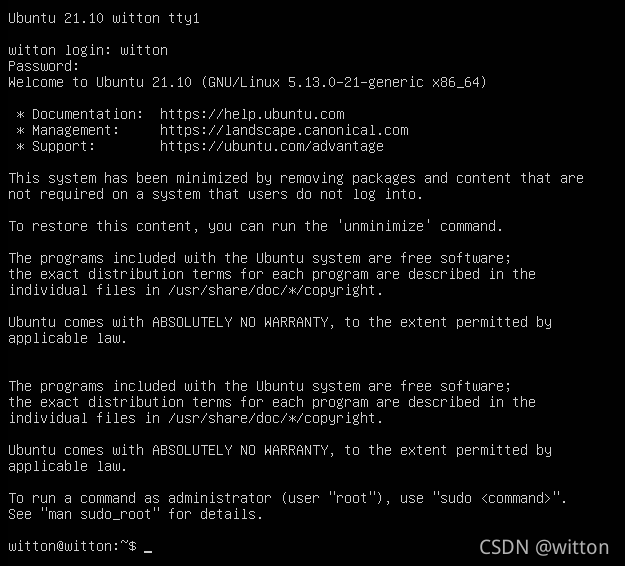 Ubuntu 21.10 witton tty1
witton login: witton
Password:
Welcome to Ubuntu 21.10 (GNU/Linux 5.13.0-21-generic x86_64)
* Documentation:  https://help.ubuntu.com
* Management:     https://landscape.canonical.com
* Support:        https://ubuntu.com/advantage
This system has been minimized by removing packages and content that are
not required on a system that users do not log into.
To restore this content, you can run the 'unminimize' command.
The programs included with the Ubuntu system are free software;
the exact distribution terms for each program are described in the
individual files in /usr/share/doc/*/copyright.
Ubuntu comes with ABSOLUTELY NO WARRANTY, to the extent permitted by
applicable law.
The programs included with the Ubuntu system are free software;
the exact distribution terms for each program are described in the
individual files in /usr/share/doc/*/copyright.
Ubuntu comes with ABSOLUTELY NO WARRANTY, to the extent permitted by
applicable law.
To run a command as administrator (user "root"), use "sudo <command>".
See "man sudo_root" for details.
witton@witton:~$ _
CSDN @witton